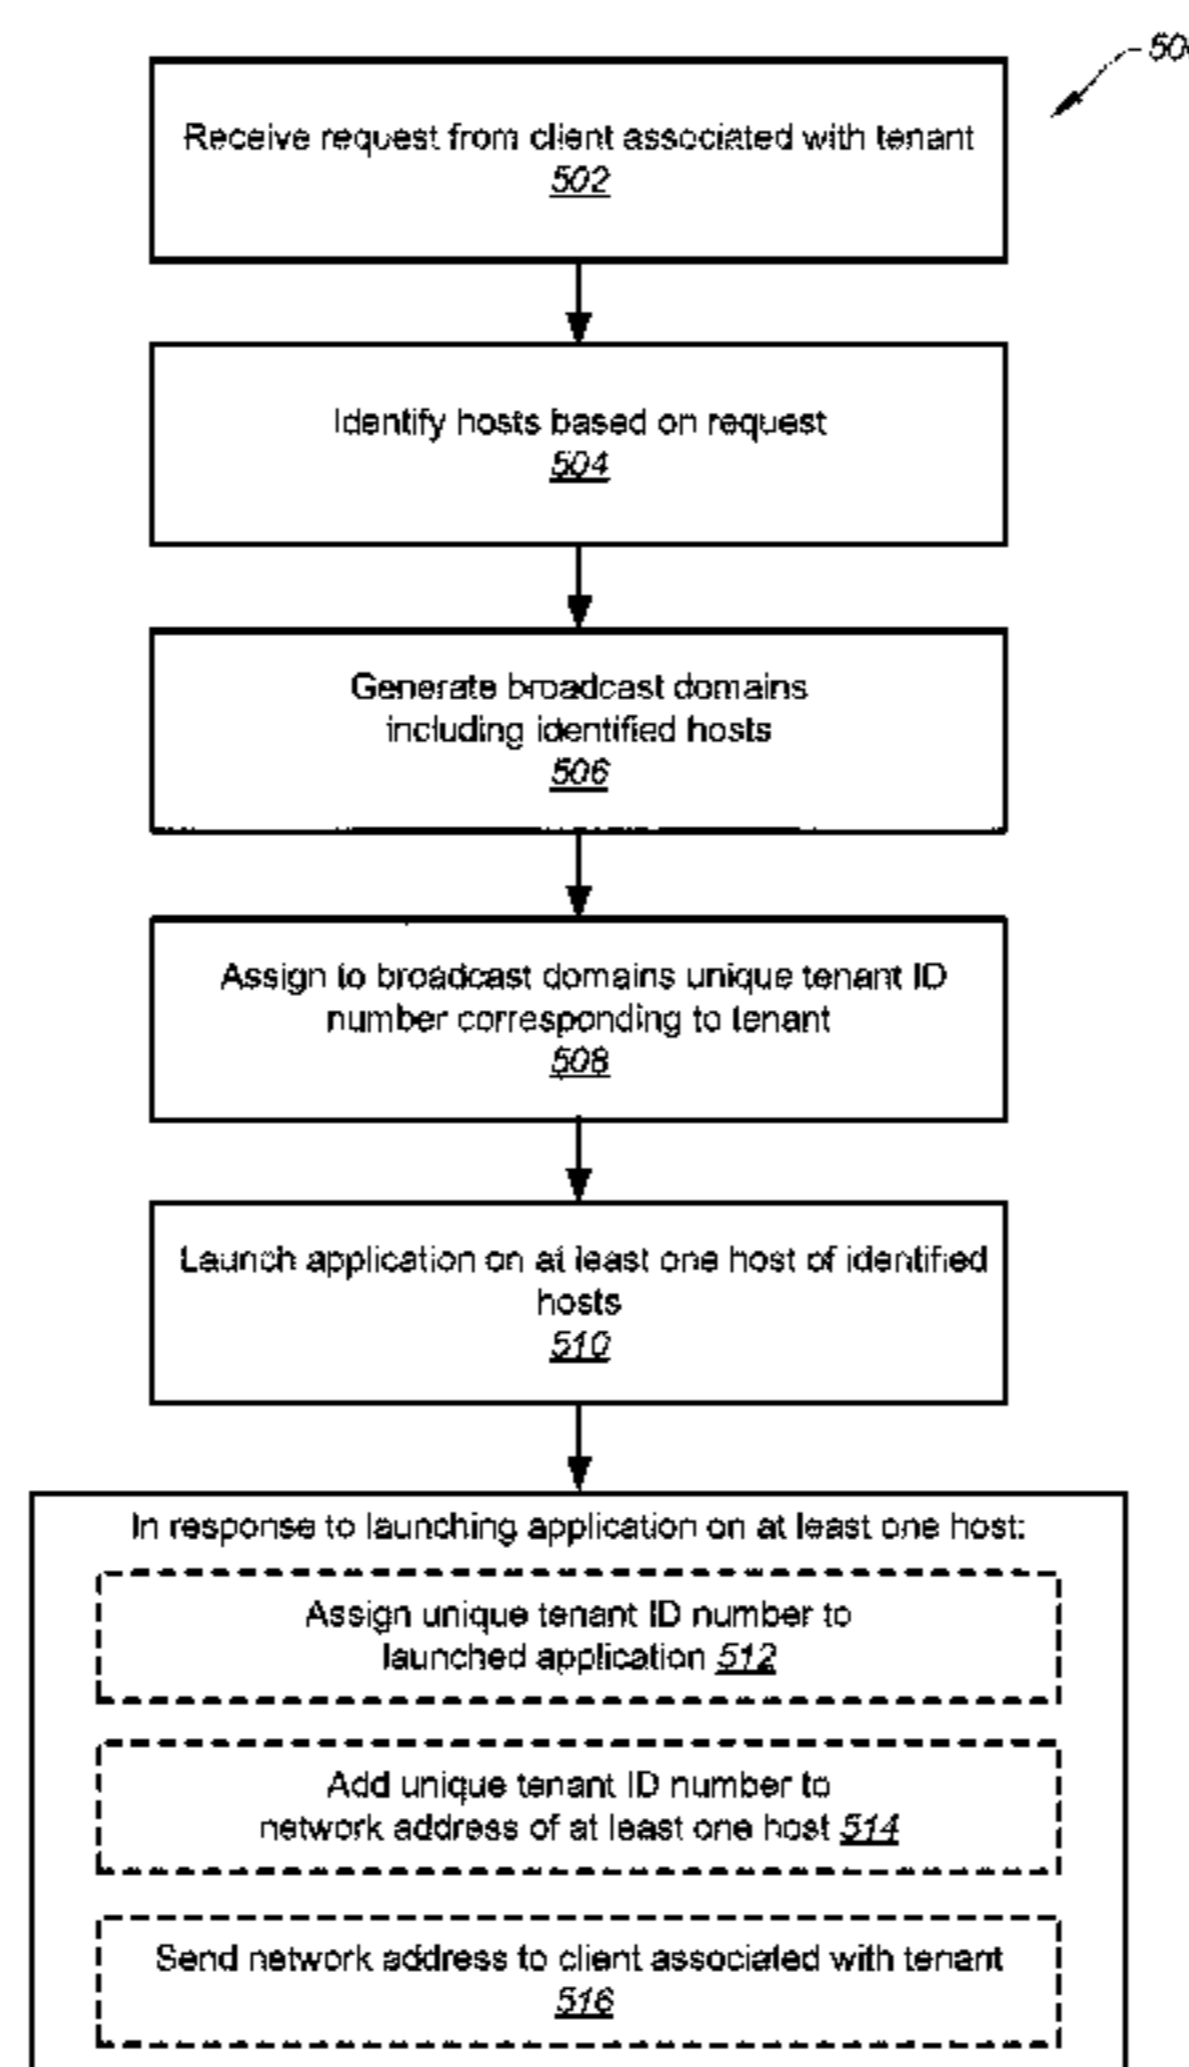 Receive request from client associated with tenant
502
Identify hosts based on request
504
Generate broadcast domains
including identified hosts
506
Assign to broadcast domains unique tenant ID
number corresponding to tenant
508
Launch application on at least one host of identified
hosts
510
In response to launching application on at least one host:
Assign unique tenant ID number to
launched application 512
Add unique tenant ID number to
network address of at least one host 514
Send network address to client associated with tenant
516